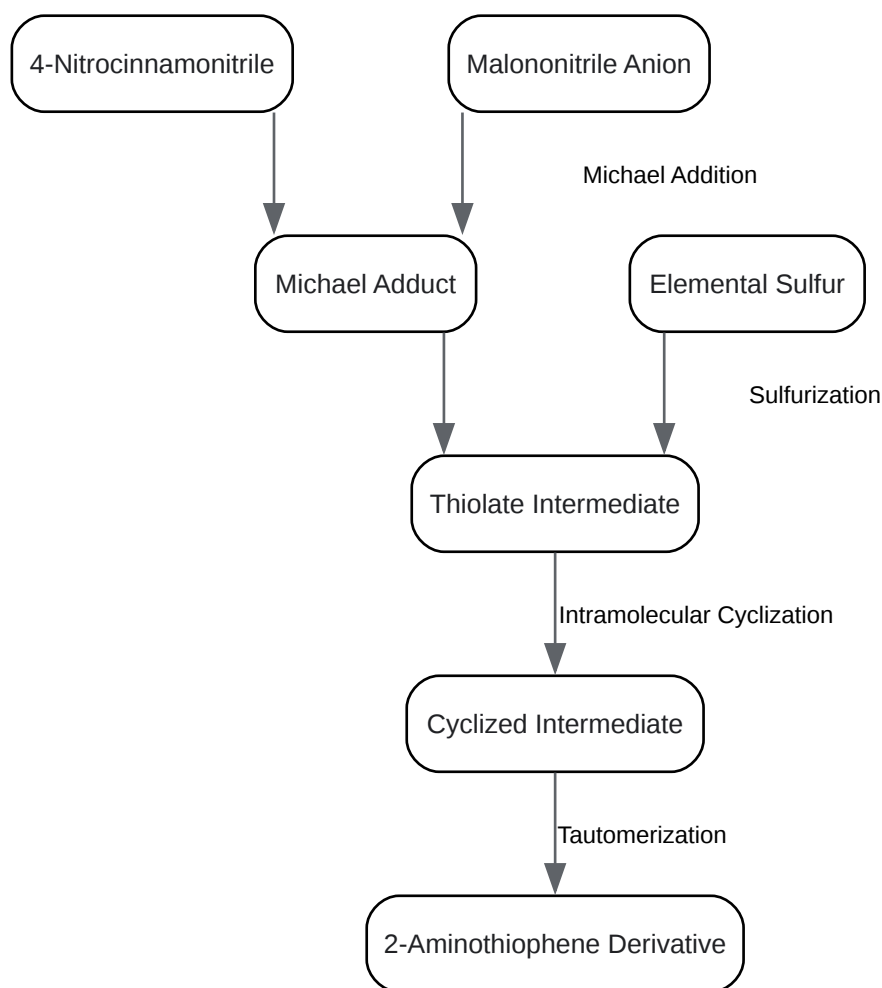 4-Nitrocinnamonitrile
Malononitrile Anion
Michael Addition
Michael Adduct
Elemental Sulfur
Sulfurization
Thiolate Intermediate
Intramolecular Cyclization
Cyclized Intermediate
Tautomerization
2-Aminothiophene Derivative